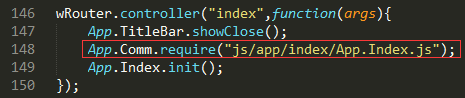 146 wRouter.controller("index",function(args){
147     App.TitleBar.showClose();
148     App.Comm.require("js/app/index/App.Index.js");
149     App.Index.init();
150 });